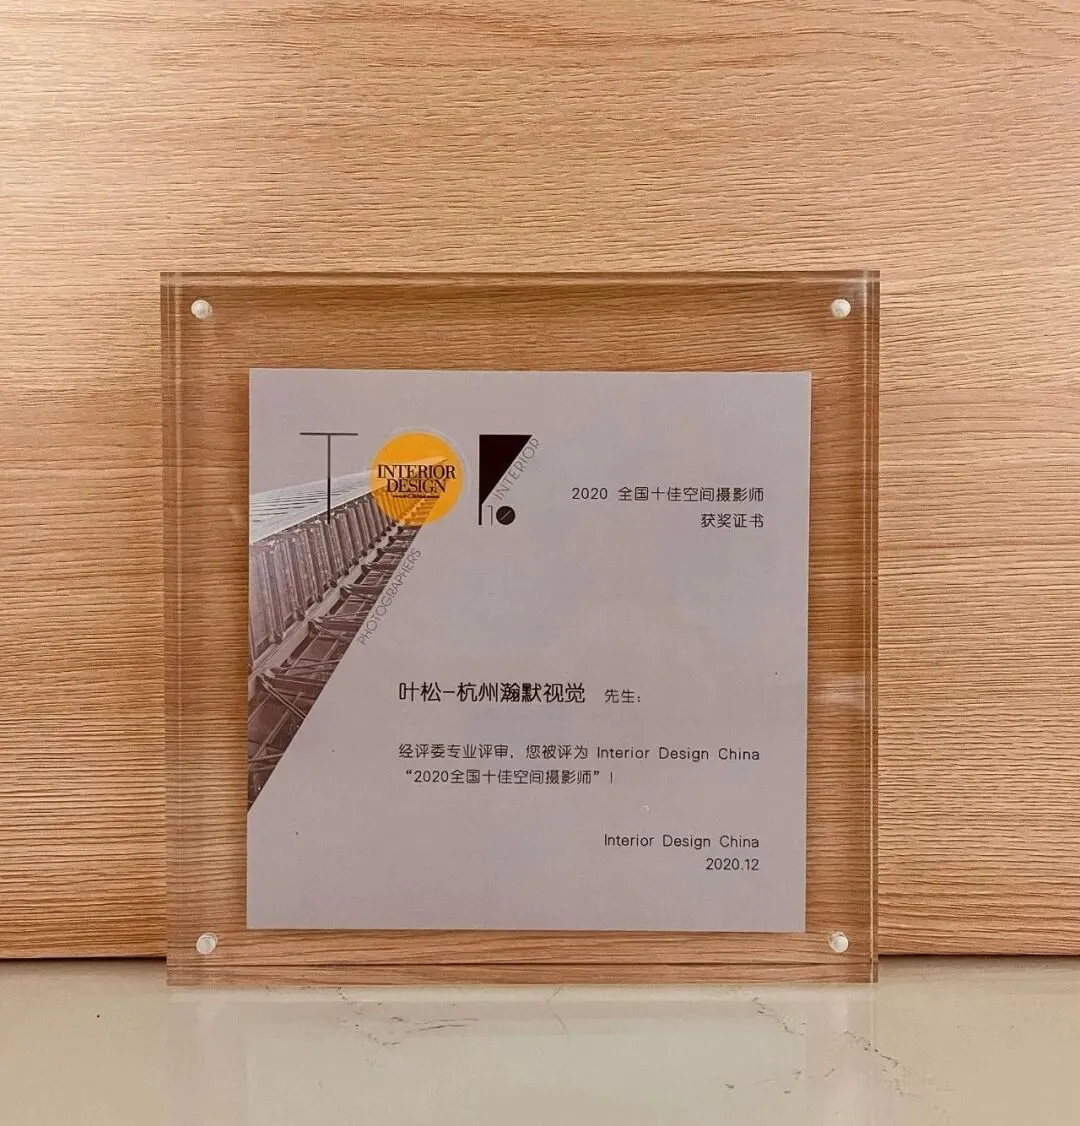 TOP
INTERIOR
DESIGN
China
INTERIOR
10
PHOTOGRAPHERS
2020 全国十佳空间摄影师
获奖证书
叶松-杭州瀚默视觉 先生:
经评委专业评审, 您被评为 Interior Design China
“2020全国十佳空间摄影师”!
Interior Design China
2020.12